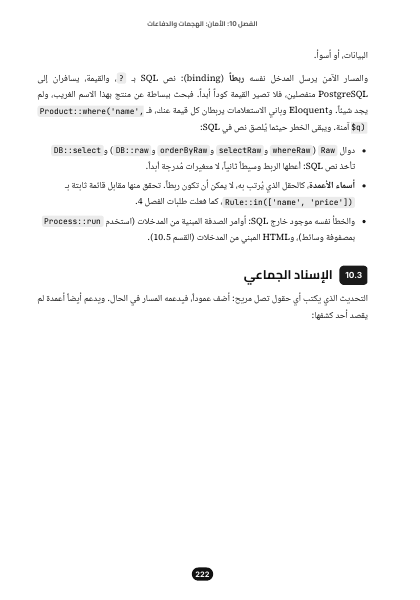 الفصل 10: الأمان: الهجمات والدفاعات
البيانات، أو أسوأ.
والمسار الآمن يرسل المدخل نفسه ربطاً (binding): نص SQL بـ ?، والقيمة، يسافران إلى
PostgreSQL منفصلين، فلا تصير القيمة كوداً أبداً. فبحث ببساطة عن منتج بهذا الاسم الغريب، ولم
يجد شيئاً. وEloquent وباني الاستعلامات يربطان كل قيمة عنك، فـ Product::where('name',
$q) آمنة. ويبقى الخطر حيثما يُلصق نص في SQL:
• دوال Raw (whereRaw و selectRaw و orderByRaw و DB::raw) و DB::select
تأخذ نص SQL: أعطها الربط وسيطاً ثانياً، لا متغيرات مُدرجة أبداً.
• أسماء الأعمدة، كالحقل الذي يُرتب به، لا يمكن أن تكون ربطاً. تحقق منها مقابل قائمة ثابتة بـ
Rule::in(['name', 'price'])، كما فعلت طلبات الفصل 4.
• والخطأ نفسه موجود خارج SQL: أوامر الصدفة المبنية من المدخلات (استخدم Process::run
بمصفوفة وسائط)، وHTML المبني من المدخلات (القسم 10.5).
10.3 الإسناد الجماعي
التحديث الذي يكتب أي حقول تصل مريح: أضف عموداً، فيدعمه المسار في الحال. ويدعم أيضاً أعمدة لم
يقصد أحد كشفها:
222